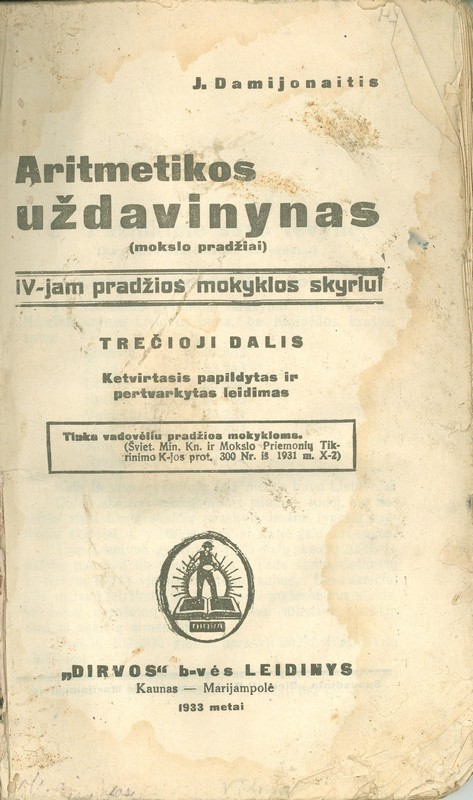 J. Damijonaitis
Aritmetikos
uždavinynas
(mokslo pradžiai)
IV-jam pradžios mokyklos skyriui
TREČIOJI DALIS
Ketvirtasis papildytas ir
pertvarkytas leidimas
Tinka vadovėliu pradžios mokykloms.
(Šviet. Min. Kn. ir Mokslo Priemonių Tik-
rinimo K-jos prot. 300 Nr. iš 1931 m. X-2)
„DIRVOS“ b-vės LEIDINYS
Kaunas — Marijampolė
1933 metai